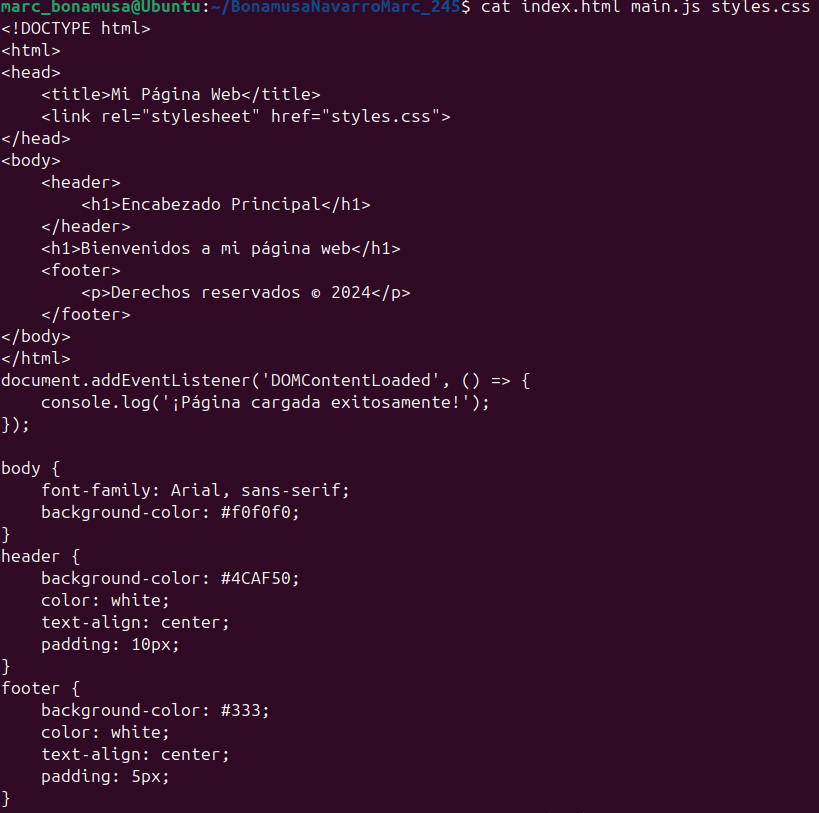 marc_bonamusa@Ubuntu:~/BonamusaNavarroMarc_245$ cat index.html main.js styles.css
<!DOCTYPE html>
<html>
<head>
    <title>Mi Página Web</title>
    <link rel="stylesheet" href="styles.css">
</head>
<body>
    <header>
        <h1>Encabezado Principal</h1>
    </header>
    <h1>Bienvenidos a mi página web</h1>
    <footer>
        <p>Derechos reservados © 2024</p>
    </footer>
</body>
</html>
document.addEventListener('DOMContentLoaded', () => {
    console.log('¡Página cargada exitosamente!');
});

body {
    font-family: Arial, sans-serif;
    background-color: #f0f0f0;
}
header {
    background-color: #4CAF50;
    color: white;
    text-align: center;
    padding: 10px;
}
footer {
    background-color: #333;
    color: white;
    text-align: center;
    padding: 5px;
}